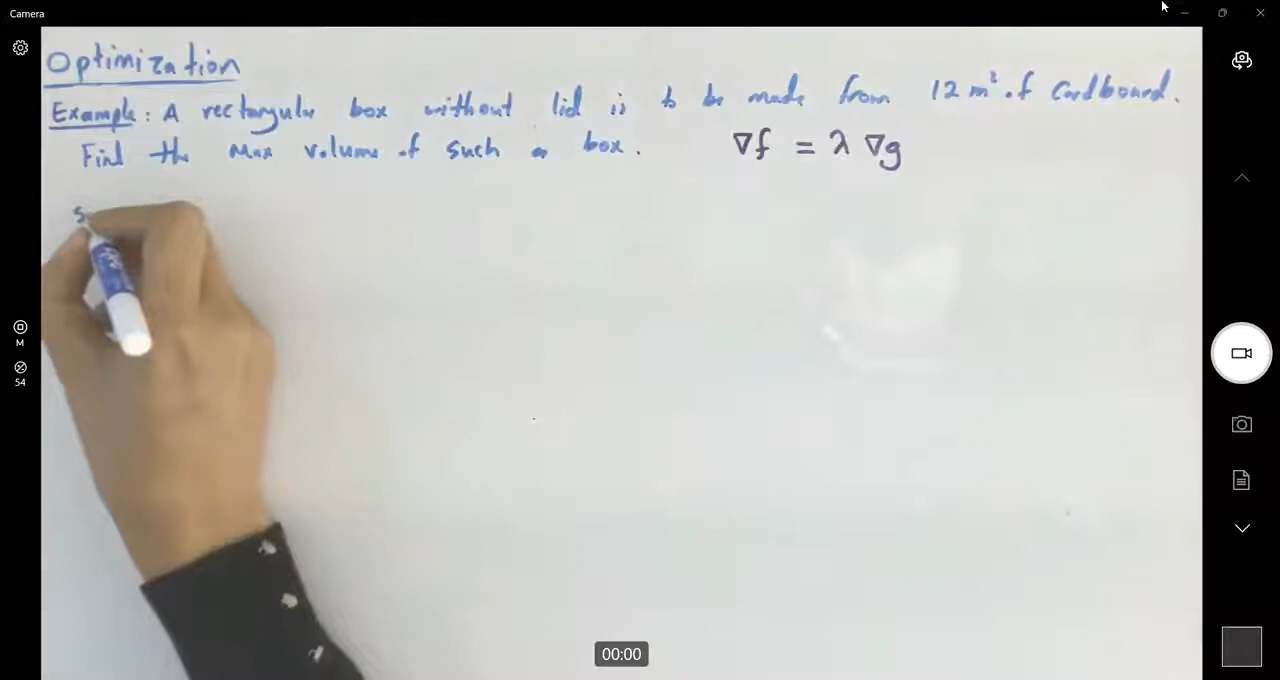 Camera
Optimization
Example: A rectangular box without lid is to be made from 12 m² of Cardboard.
Find the Max volume of such a box. ∇f = λ ∇g
S
M
54
00:00